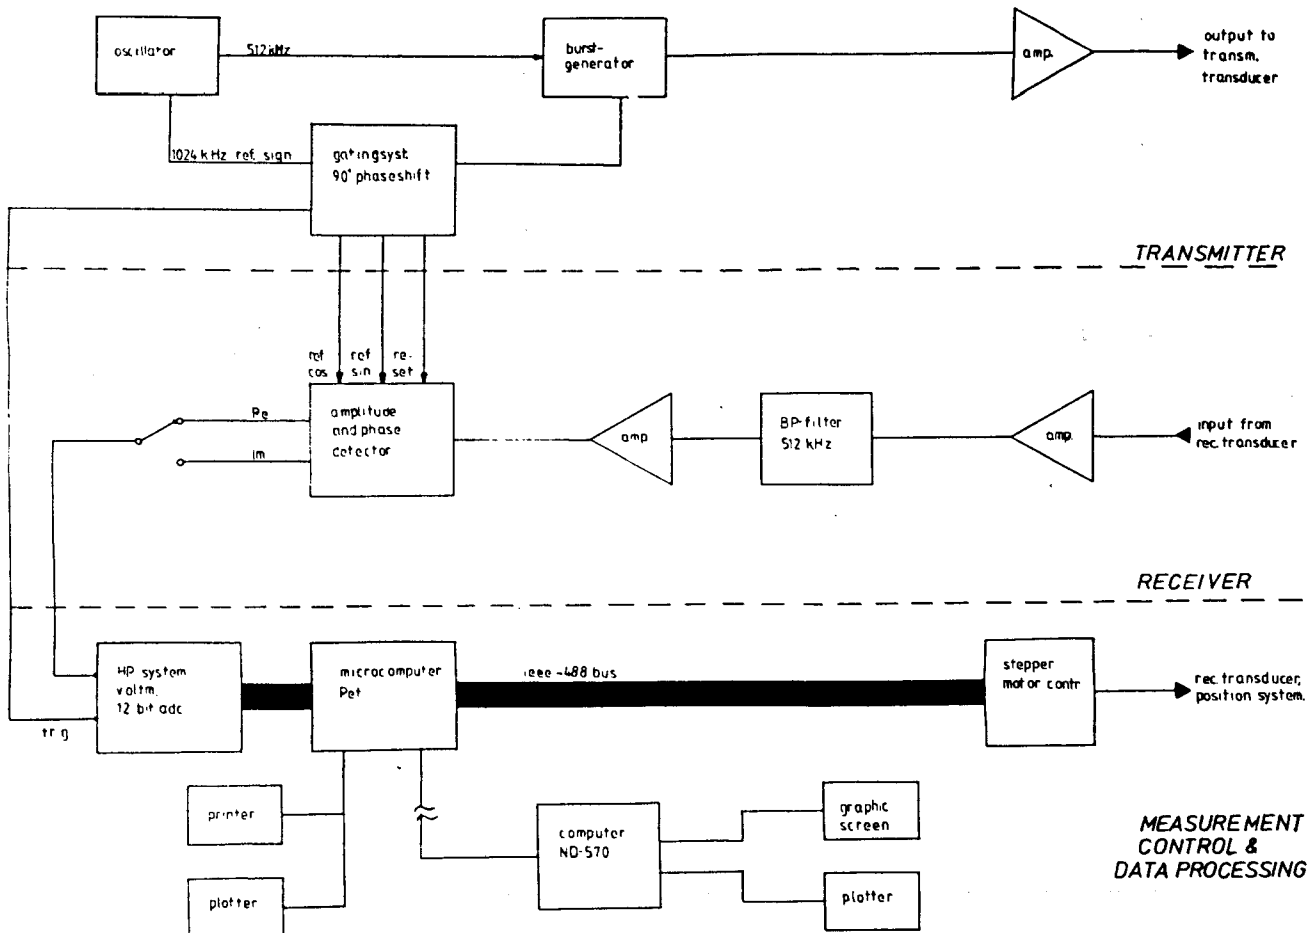 oscillator
512 kHz
burst-
generator
amp.
output to
transm.
transducer
1024 kHz ref. sign
gatingsyst.
90° phaseshift
TRANSMITTER
ref
cos
ref
sin
re-
set
Re
Im
amplitude
and phase
detector
amp
BP-filter
512 kHz
amp.
input from
rec. transducer
RECEIVER
HP system
voltm.
12 bit adc
trig
microcomputer
Pet
ieee -488 bus
stepper
motor contr
rec. transducer,
position system.
printer
plotter
computer
ND-570
graphic
screen
plotter
MEASUREMENT
CONTROL &
DATA PROCESSING